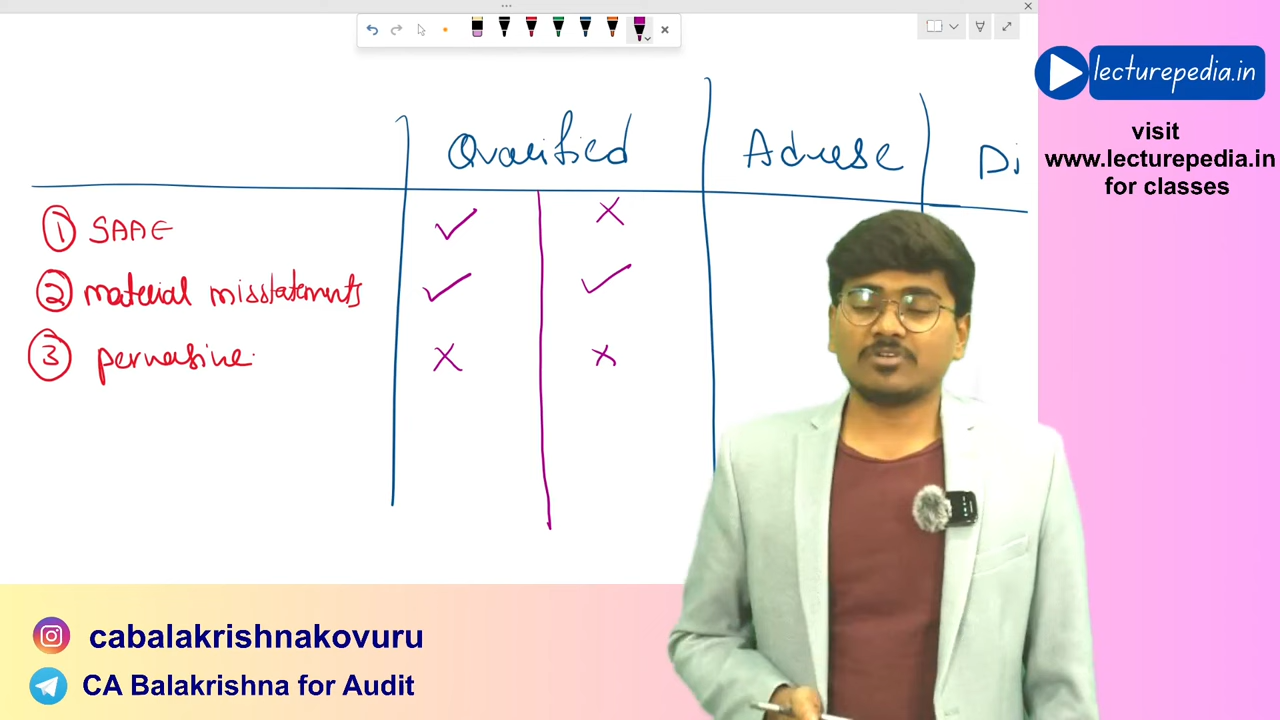 lecturepedia.in
visit
www.lecturepedia.in
for classes
Qualified Adverse Di
① SAAE ✓ ×
② material misstatements ✓ ✓
③ pervasive × ×
cabalakrishnakovuru
CA Balakrishna for Audit